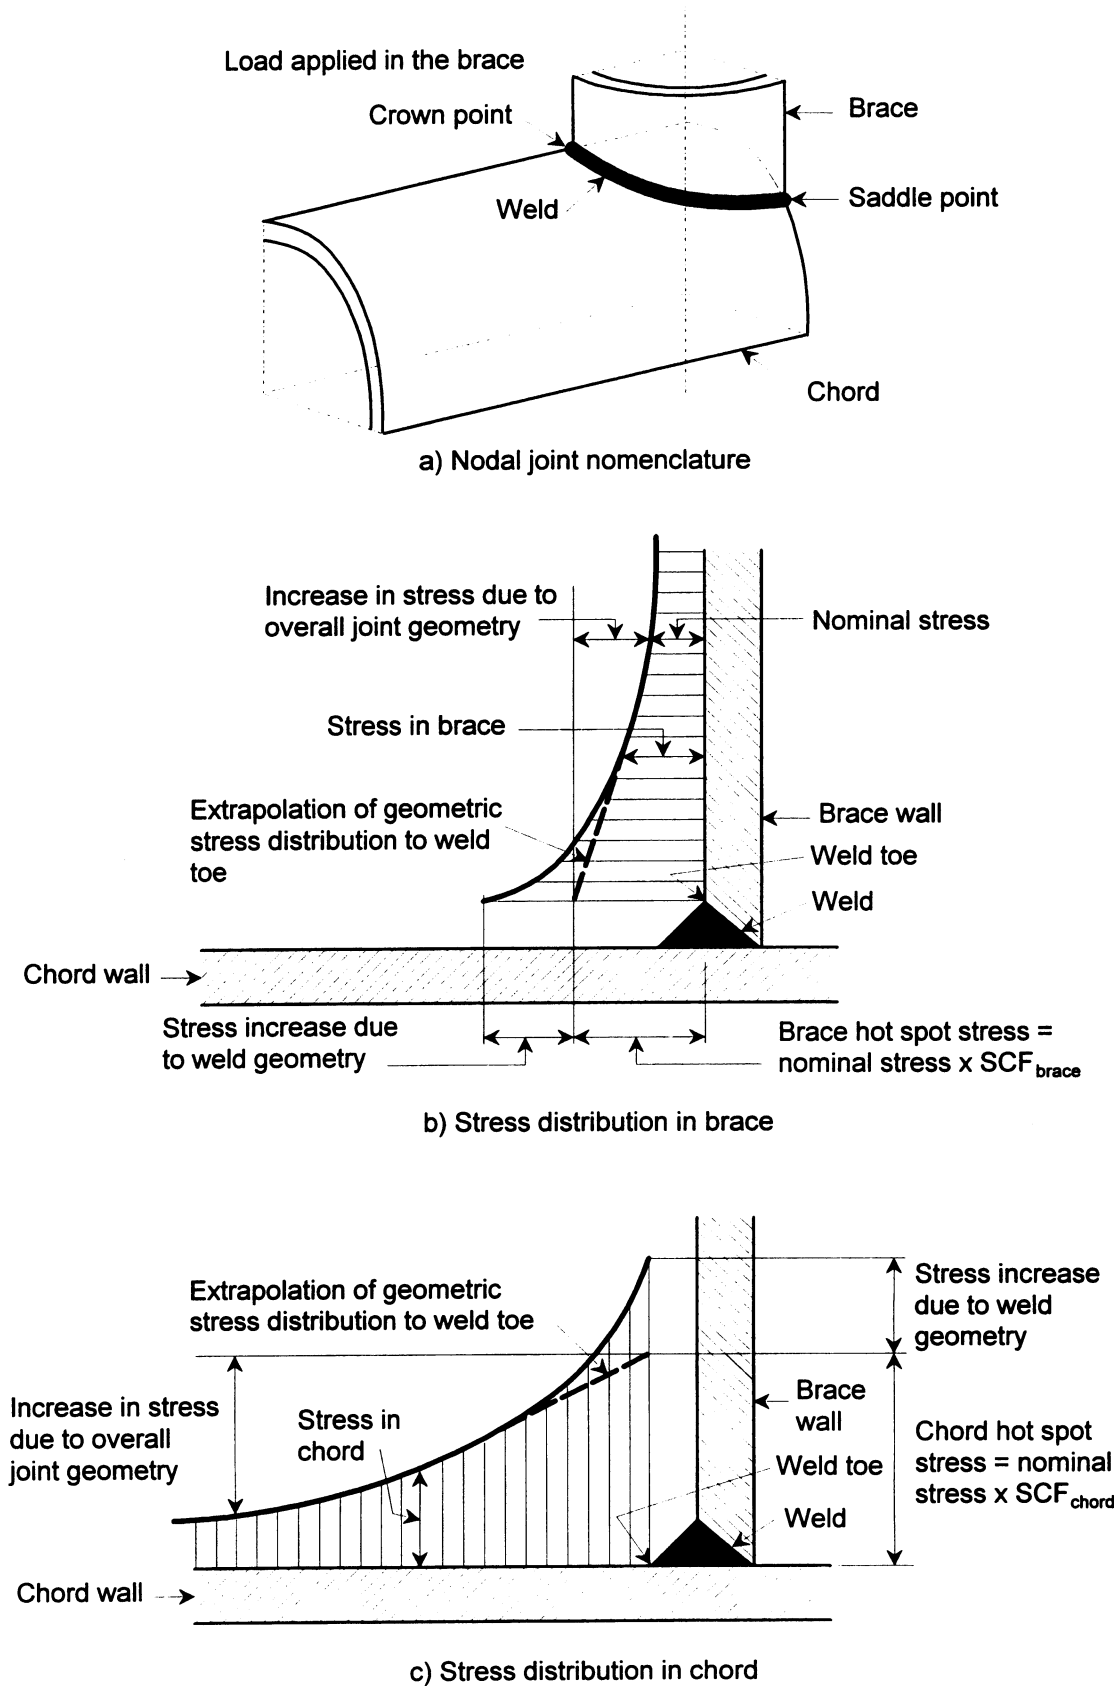 Load applied in the brace
Crown point
Brace
Weld
Saddle point
Chord
a) Nodal joint nomenclature
Increase in stress due to
overall joint geometry
Nominal stress
Stress in brace
Extrapolation of geometric
stress distribution to weld
toe
Brace wall
Weld toe
Weld
Chord wall
Stress increase due
to weld geometry
Brace hot spot stress =
nominal stress x SCF brace
b) Stress distribution in brace
Extrapolation of geometric
stress distribution to weld toe
Stress increase
due to weld
geometry
Increase in stress
due to overall
joint geometry
Stress in
chord
Brace
wall
Weld toe
Weld
Chord hot spot
stress = nominal
stress x SCF chord
Chord wall
c) Stress distribution in chord